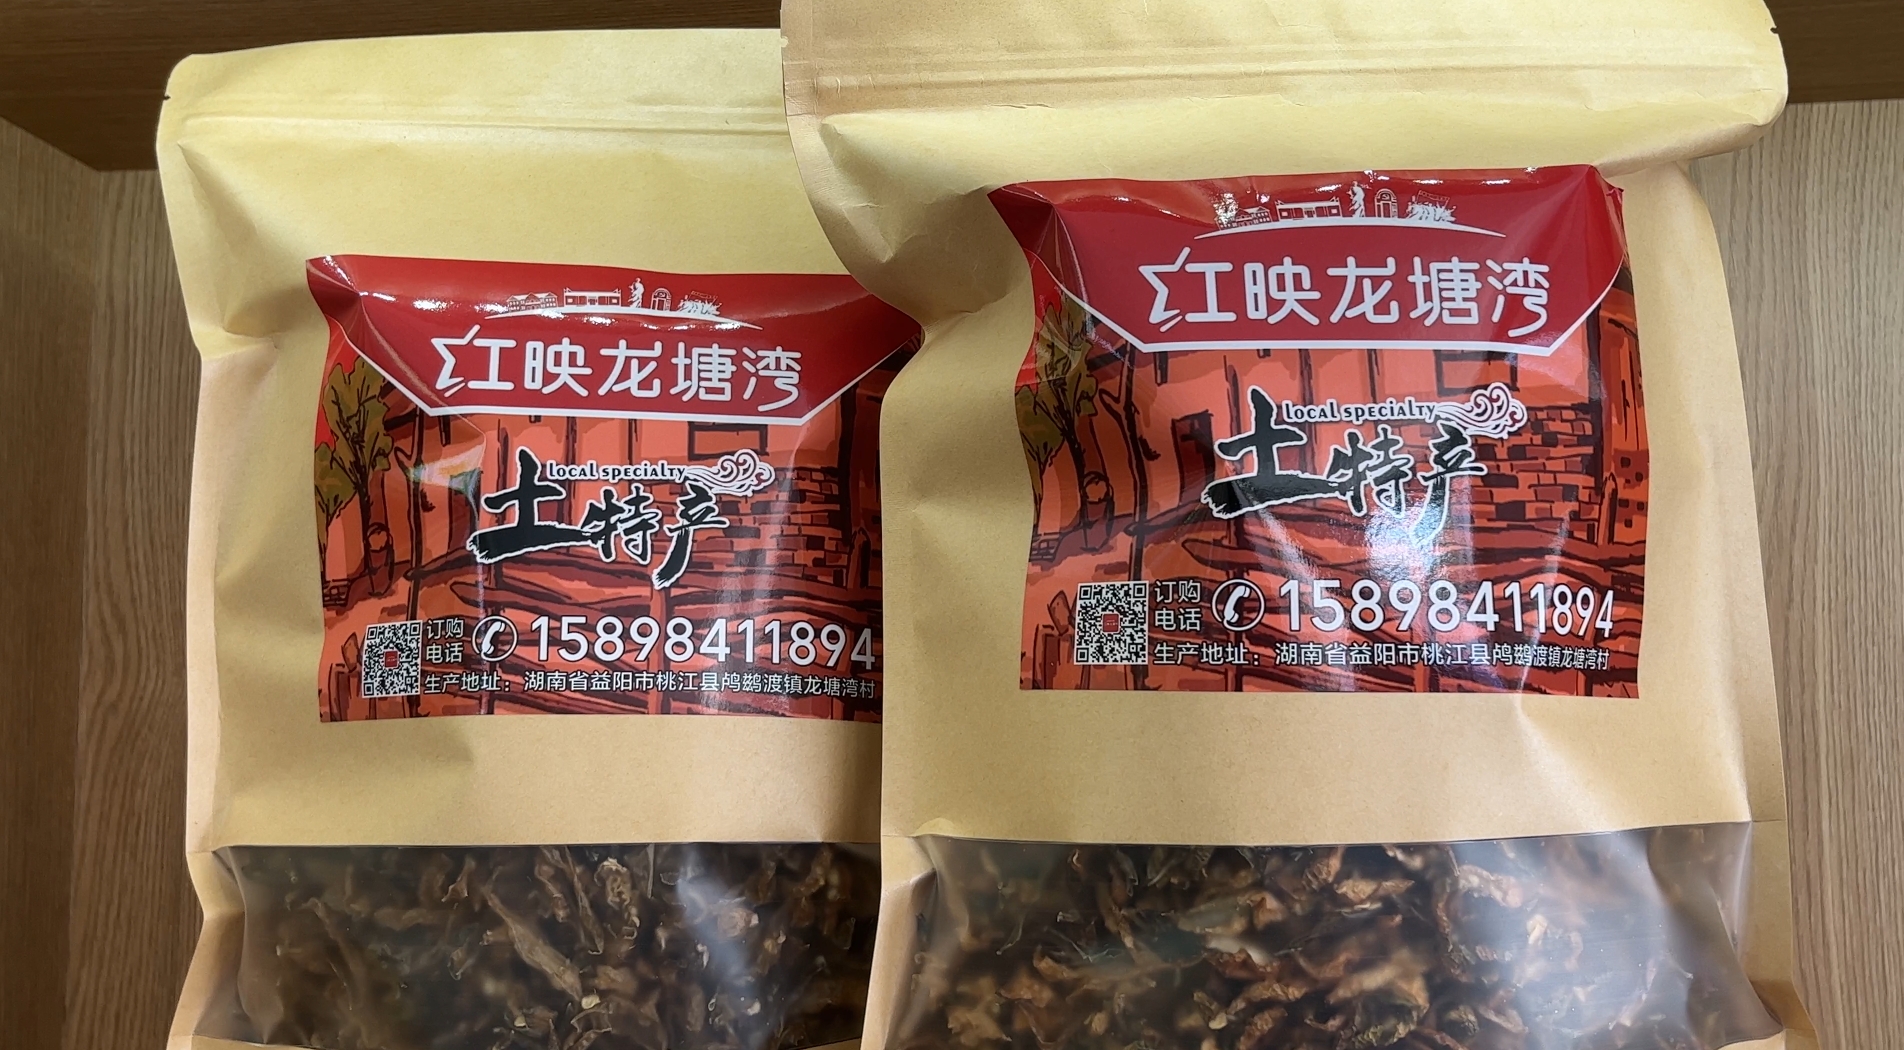 红映龙塘湾
LOCAL SPECIALTY
土特产
订购电话 15898411894
生产地址：湖南省益阳市桃江县鸬鹚渡镇龙塘湾村
红映龙塘湾
LOCAL SPECIALTY
土特产
订购电话 15898411894
生产地址：湖南省益阳市桃江县鸬鹚渡镇龙塘湾村